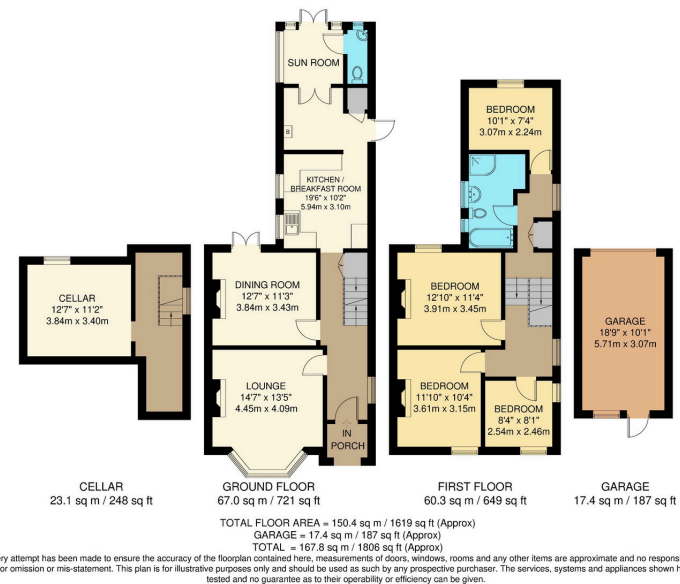 SUN ROOM
BEDROOM
10'1" x 7'4"
3.07m x 2.24m
B
KITCHEN /
BREAKFAST ROOM
19'6" x 10'2"
5.94m x 3.10m
CELLAR
12'7" x 11'2"
3.84m x 3.40m
DINING ROOM
12'7" x 11'3"
3.84m x 3.43m
BEDROOM
12'10" x 11'4"
3.91m x 3.45m
GARAGE
18'9" x 10'1"
5.71m x 3.07m
LOUNGE
14'7" x 13'5"
4.45m x 4.09m
BEDROOM
11'10" x 10'4"
3.61m x 3.15m
BEDROOM
8'4" x 8'1"
2.54m x 2.46m
IN
PORCH
CELLAR
23.1 sq m / 248 sq ft
GROUND FLOOR
67.0 sq m / 721 sq ft
FIRST FLOOR
60.3 sq m / 649 sq ft
GARAGE
17.4 sq m / 187 sq ft
TOTAL FLOOR AREA = 150.4 sq m / 1619 sq ft (Approx)
GARAGE = 17.4 sq m / 187 sq ft (Approx)
TOTAL = 167.8 sq m / 1806 sq ft (Approx)
ery attempt has been made to ensure the accuracy of the floorplan contained here, measurements of doors, windows, rooms and any other items are approximate and no respons
or omission or mis-statement. This plan is for illustrative purposes only and should be used as such by any prospective purchaser. The services, systems and appliances shown h
tested and no guarantee as to their operability or efficiency can be given.